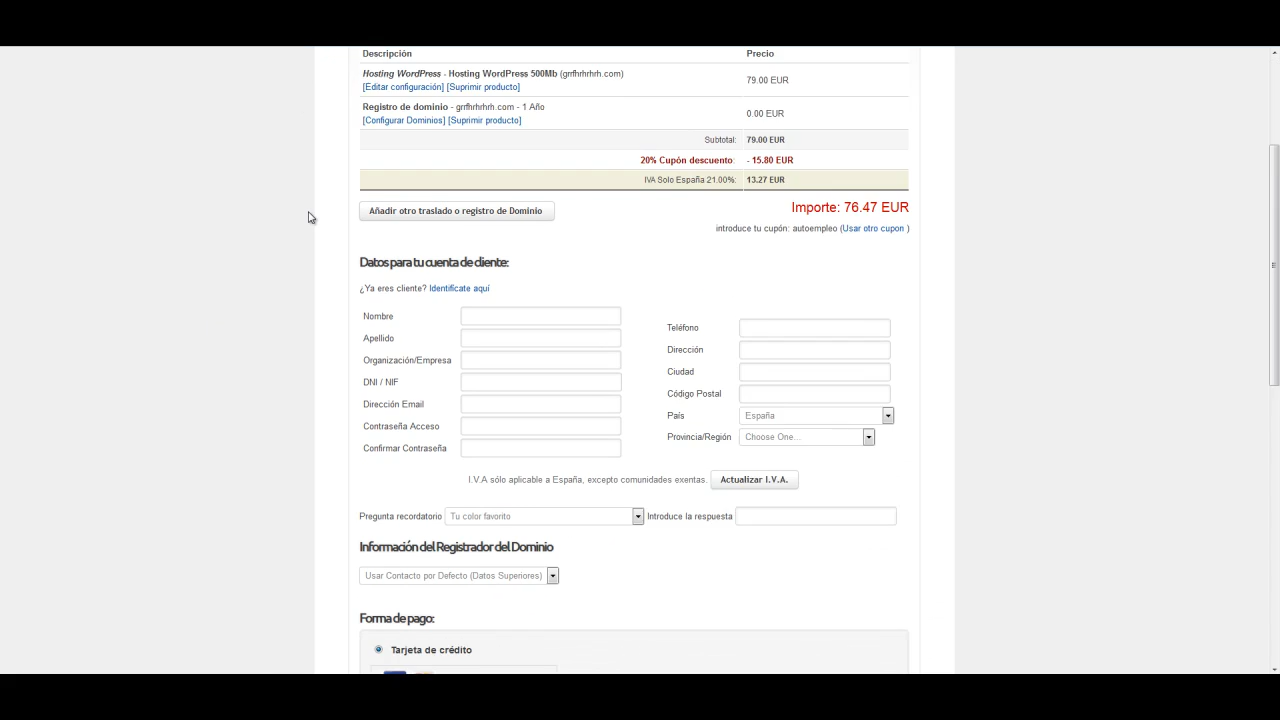 Descripción Precio
Hosting WordPress - Hosting WordPress 500Mb (grrfhrhrhrh.com) 79.00 EUR
[Editar configuración] [Suprimir producto]
Registro de dominio - grrfhrhrhrh.com - 1 Año 0.00 EUR
[Configurar Dominios] [Suprimir producto]
Subtotal: 79.00 EUR
20% Cupón descuento: - 15.80 EUR
IVA Solo España 21.00%: 13.27 EUR
Añadir otro traslado o registro de Dominio Importe: 76.47 EUR
introduce tu cupón: autoempleo (Usar otro cupon )
Datos para tu cuenta de cliente:
¿Ya eres cliente? Identifícate aquí
Nombre
Apellido
Organización/Empresa
DNI / NIF
Dirección Email
Contraseña Acceso
Confirmar Contraseña
Teléfono
Dirección
Ciudad
Código Postal
País España
Provincia/Región Choose One...
I.V.A sólo aplicable a España, excepto comunidades exentas. Actualizar I.V.A.
Pregunta recordatorio Tu color favorito Introduce la respuesta
Información del Registrador del Dominio
Usar Contacto por Defecto (Datos Superiores)
Forma de pago:
Tarjeta de crédito